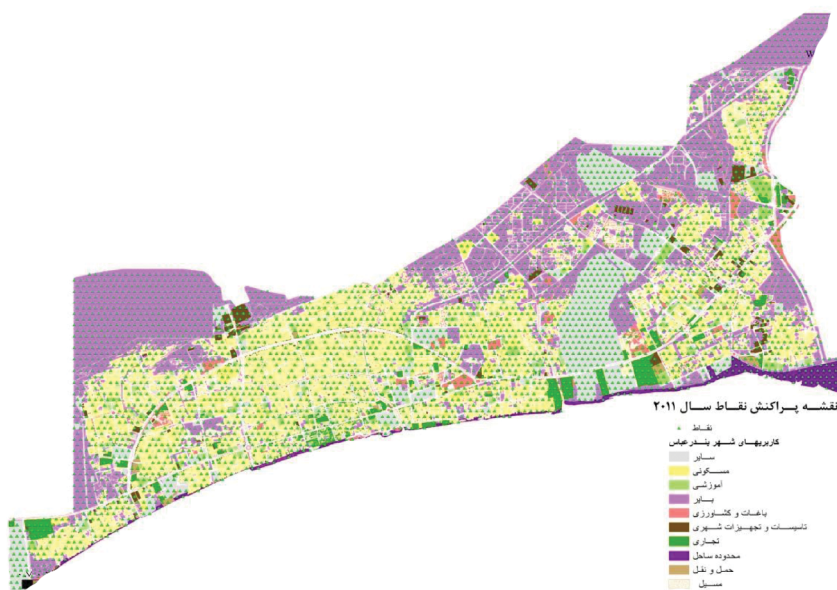 W
نقشه پراکنش نقاط سال ۲۰۱۱
نقاط
کاربریهای شهر بندرعباس
سایر
مسکونی
آموزشی
بایر
باغات و کشاورزی
تاسیسات و تجهیزات شهری
تجاری
محدوده ساحل
حمل و نقل
مسیل